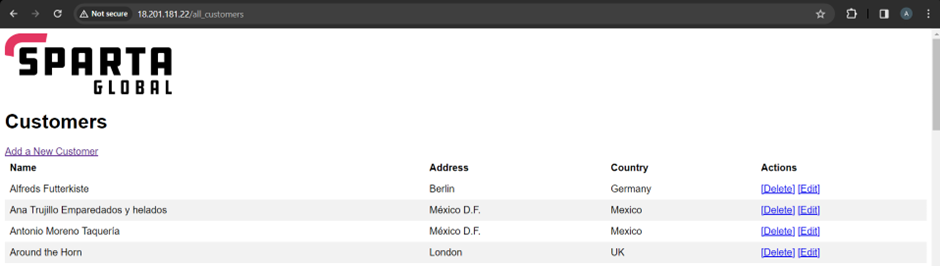 Not secure 18.201.181.22/all_customers A
SPARTA
GLOBAL
Customers
Add a New Customer
Name Address Country Actions
Alfreds Futterkiste Berlin Germany [Delete] [Edit]
Ana Trujillo Emparedados y helados México D.F. Mexico [Delete] [Edit]
Antonio Moreno Taquería México D.F. Mexico [Delete] [Edit]
Around the Horn London UK [Delete] [Edit]